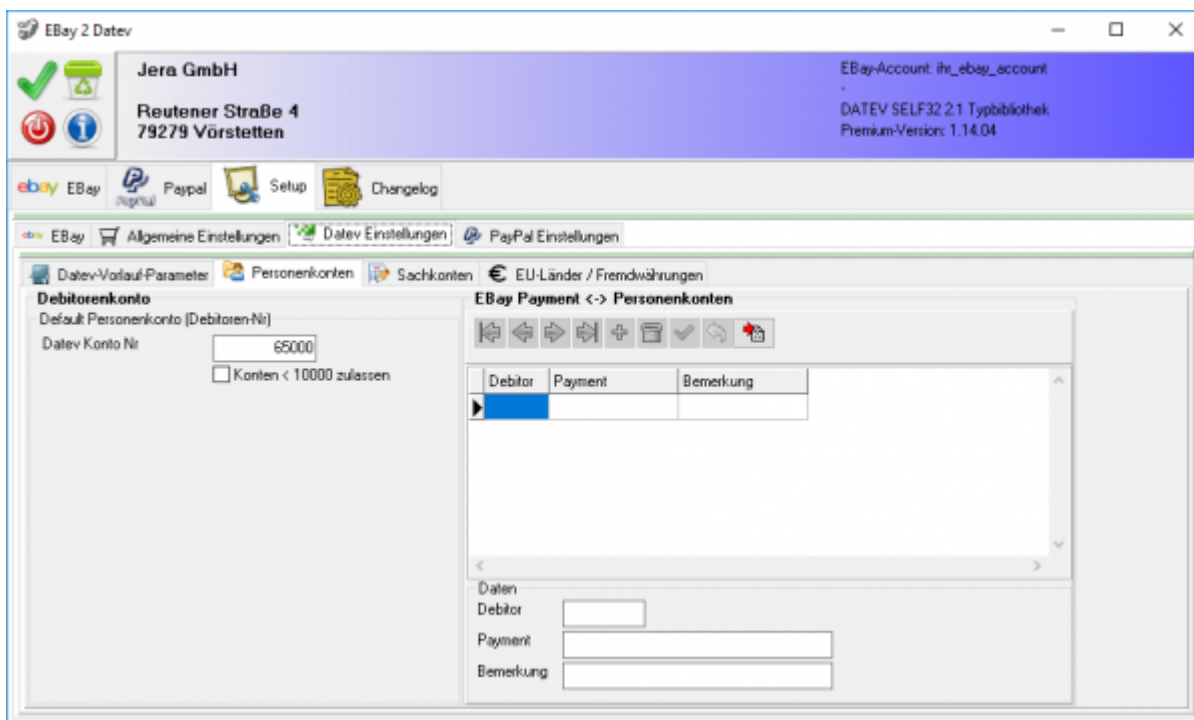 EBay 2 Datev
Jera GmbH
Reutener Straße 4
79279 Vörstetten
EBay-Account: ihr_ebay_account
-
DATEV SELF32 2.1 Typbibliothek
Premium-Version: 1.14.04
ebay EBay PayPal Paypal Setup Changelog
ebay EBay Allgemeine Einstellungen Datev Einstellungen PayPal Einstellungen
Datev-Vorlauf-Parameter Personenkonten Sachkonten € EU-Länder / Fremdwährungen
Debitorenkonto
Default Personenkonto (Debitoren-Nr)
Datev Konto Nr 65000
Konten < 10000 zulassen
EBay Payment <-> Personenkonten
Debitor Payment Bemerkung
Daten
Debitor
Payment
Bemerkung